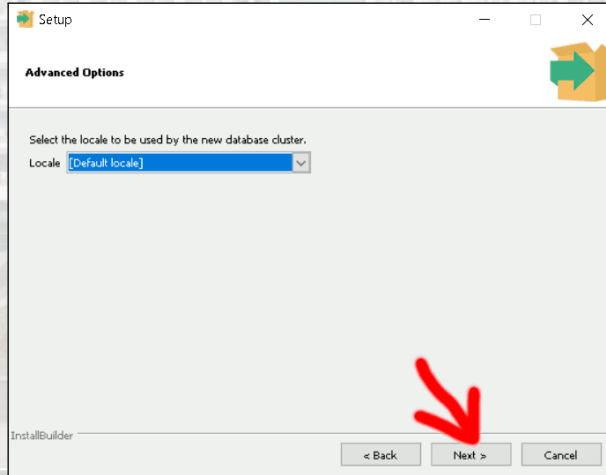 Setup
Advanced Options
Select the locale to be used by the new database cluster.
Locale [Default locale]
InstallBuilder
< Back Next > Cancel